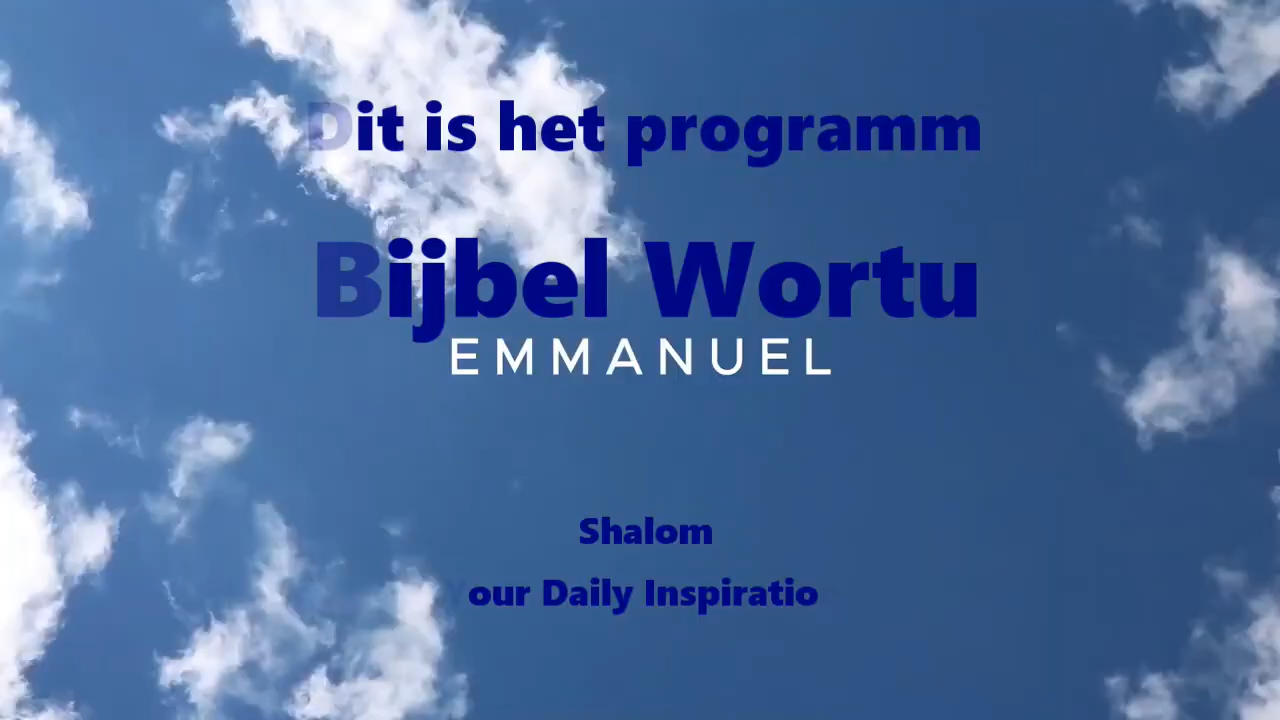 Dit is het programm
Bijbel Wortu
EMMANUEL
Shalom
Your Daily Inspiratio